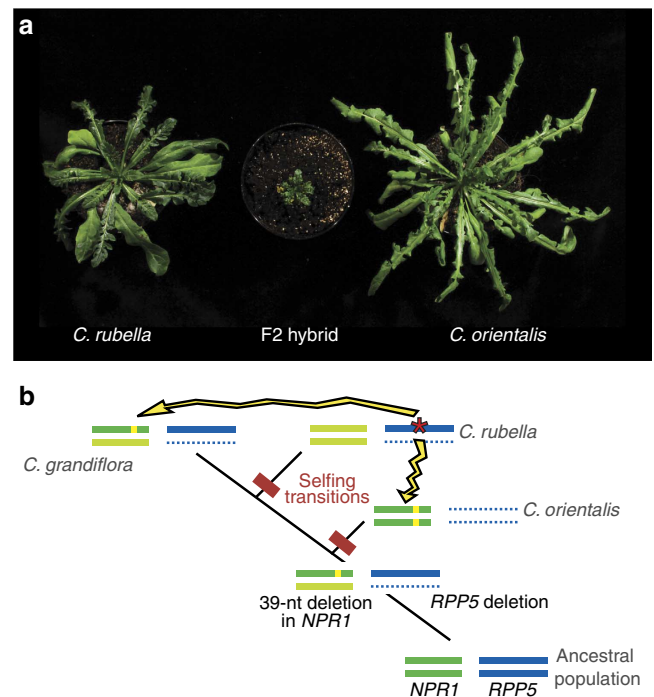 a
C. rubella
F2 hybrid
C. orientalis
b
C. rubella
C. grandiflora
Selfing
transitions
C. orientalis
39-nt deletion
in NPR1
RPP5 deletion
Ancestral
population
NPR1
RPP5